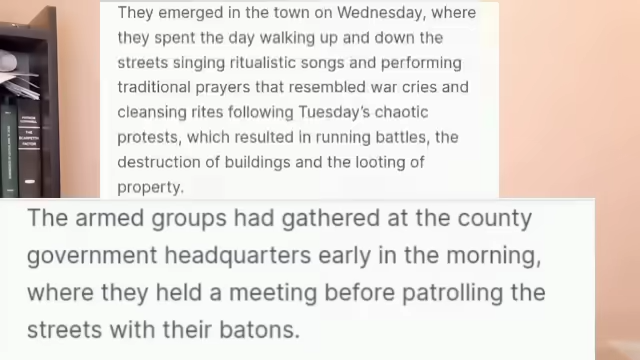 They emerged in the town on Wednesday, where
they spent the day walking up and down the
streets singing ritualistic songs and performing
traditional prayers that resembled war cries and
cleansing rites following Tuesday's chaotic
protests, which resulted in running battles, the
destruction of buildings and the looting of
property.
The armed groups had gathered at the county
government headquarters early in the morning,
where they held a meeting before patrolling the
streets with their batons.